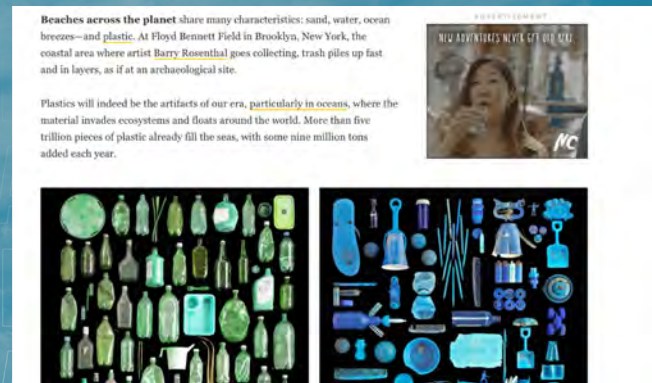 Beaches across the planet share many characteristics: sand, water, ocean
breezes—and plastic. At Floyd Bennett Field in Brooklyn, New York, the
coastal area where artist Barry Rosenthal goes collecting, trash piles up fast
and in layers, as if at an archaeological site.
Plastics will indeed be the artifacts of our era, particularly in oceans, where the
material invades ecosystems and floats around the world. More than five
trillion pieces of plastic already fill the seas, with some nine million tons
added each year.
ADVERTISEMENT
NEW ADVENTURES NEVER GET OLD HERE.
NC